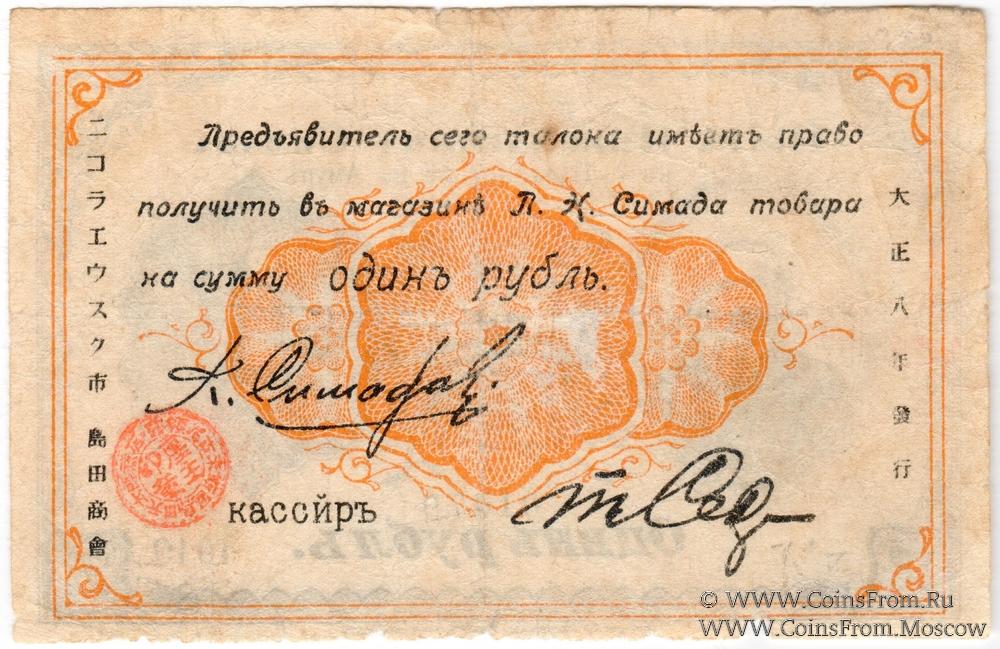 Предъявитель сего талона имѣетъ право
получить въ магазинѣ П. Н. Симада товара
на сумму одинъ рубль.
К. Симада
кассйръ
ニコラエウスク市 島田商會
大正八年發行
© WWW.CoinsFrom.Ru
WWW.CoinsFrom.Moscow